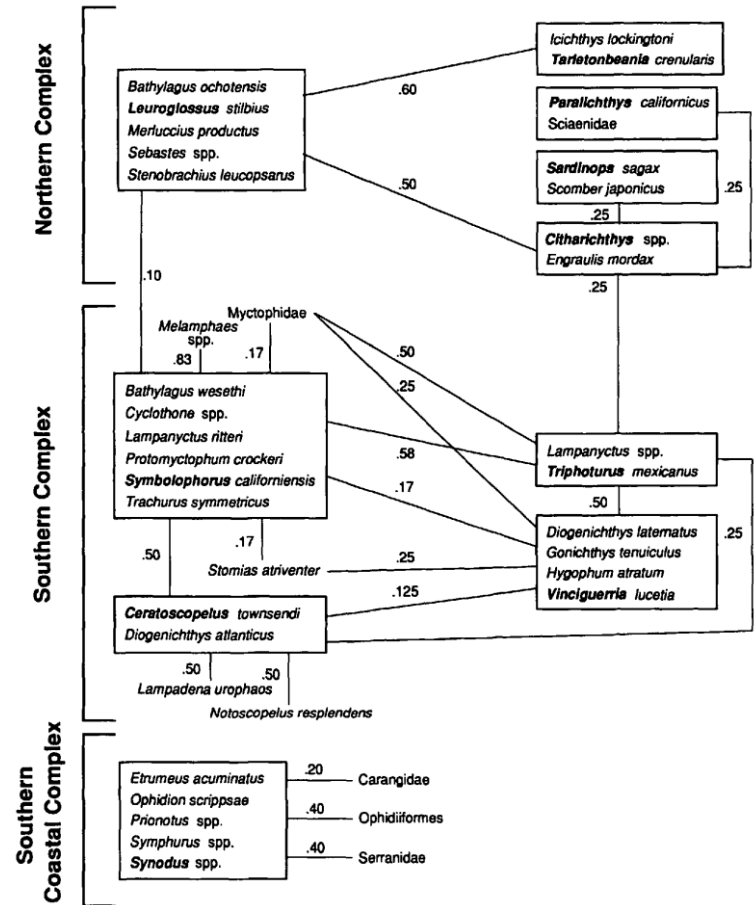 Northern Complex
Bathylagus ochotensis
Leuroglossus stilbius
Merluccius productus
Sebastes spp.
Stenobrachius leucopsarus
.60
.50
Icichthys lockingtoni
Tarletonbeania crenularis
Paralichthys californicus
Sciaenidae
Sardinops sagax
Scomber japonicus
.25
.25
Citharichthys spp.
Engraulis mordax
.25
.10
Southern Complex
Myctophidae
Melamphaes
spp.
.83
.17
.50
.25
Bathylagus wesethi
Cyclothone spp.
Lampanyctus ritteri
Protomyctophum crockeri
Symbolophorus californiensis
Trachurus symmetricus
.58
.17
Lampanyctus spp.
Triphoturus mexicanus
.50
.25
Diogenichthys laternatus
Gonichthys tenuiculus
Hygophum atratum
Vinciguerria lucetia
.50
.17
Stomias atriventer
.25
.125
Ceratoscopelus townsendi
Diogenichthys atlanticus
.50
.50
Lampadena urophaos
Notoscopelus resplendens
Southern
Coastal Complex
Etrumeus acuminatus
Ophidion scrippsae
Prionotus spp.
Symphurus spp.
Synodus spp.
.20
Carangidae
.40
Ophidiiformes
.40
Serranidae